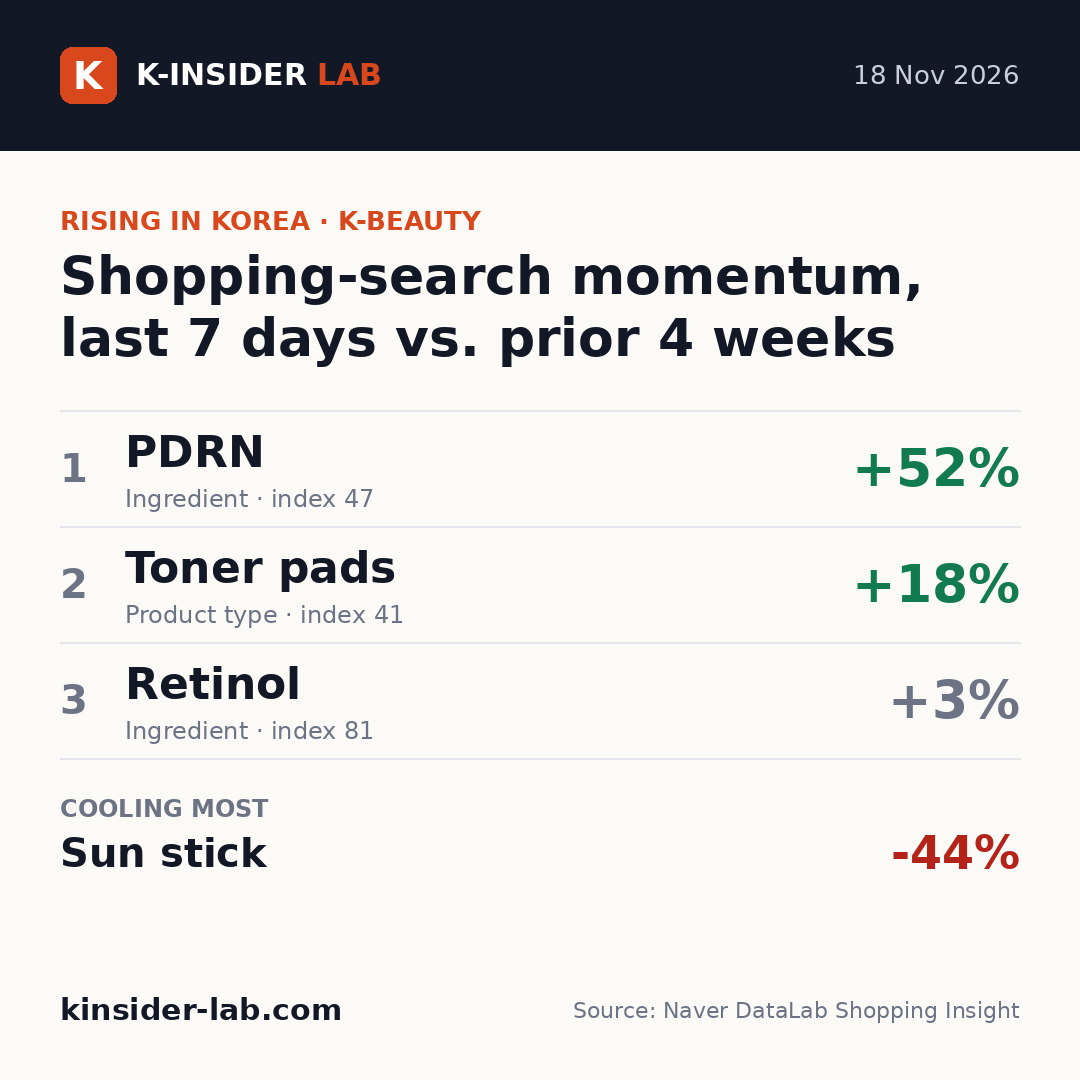 K
K-INSIDER LAB
18 Nov 2026
RISING IN KOREA · K-BEAUTY
Shopping-search momentum,
last 7 days vs. prior 4 weeks
1
PDRN
Ingredient · index 47
+52%
2
Toner pads
Product type · index 41
+18%
3
Retinol
Ingredient · index 81
+3%
COOLING MOST
Sun stick
-44%
kinsider-lab.com
Source: Naver DataLab Shopping Insight